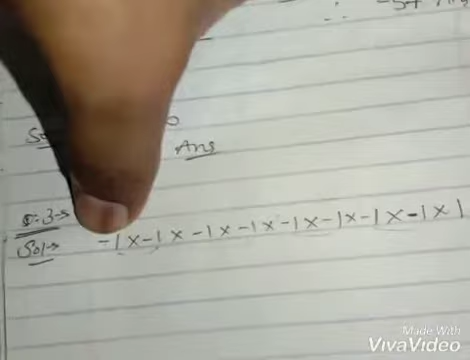 Ans
Q.3→
Sol→ -1 x -1 x -1 x -1 x -1 x -1 x -1 x -1 x 1
Made With
VivaVideo